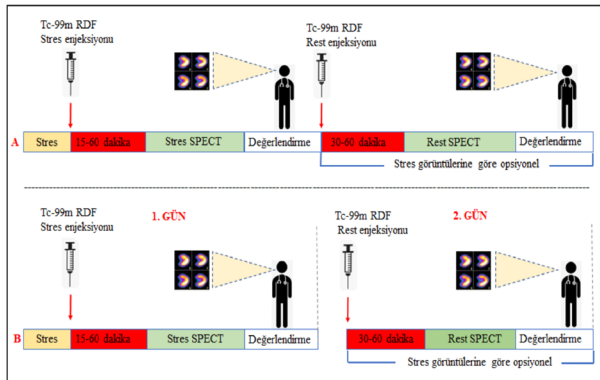 Tc-99m RDF
Stres enjeksiyonu
Tc-99m RDF
Rest enjeksiyonu
A
Stres
15-60 dakika
Stres SPECT
Değerlendirme
30-60 dakika
Rest SPECT
Değerlendirme
Stres görüntülerine göre opsiyonel
Tc-99m RDF
Stres enjeksiyonu
1. GÜN
Tc-99m RDF
Rest enjeksiyonu
2. GÜN
B
Stres
15-60 dakika
Stres SPECT
Değerlendirme
30-60 dakika
Rest SPECT
Değerlendirme
Stres görüntülerine göre opsiyonel